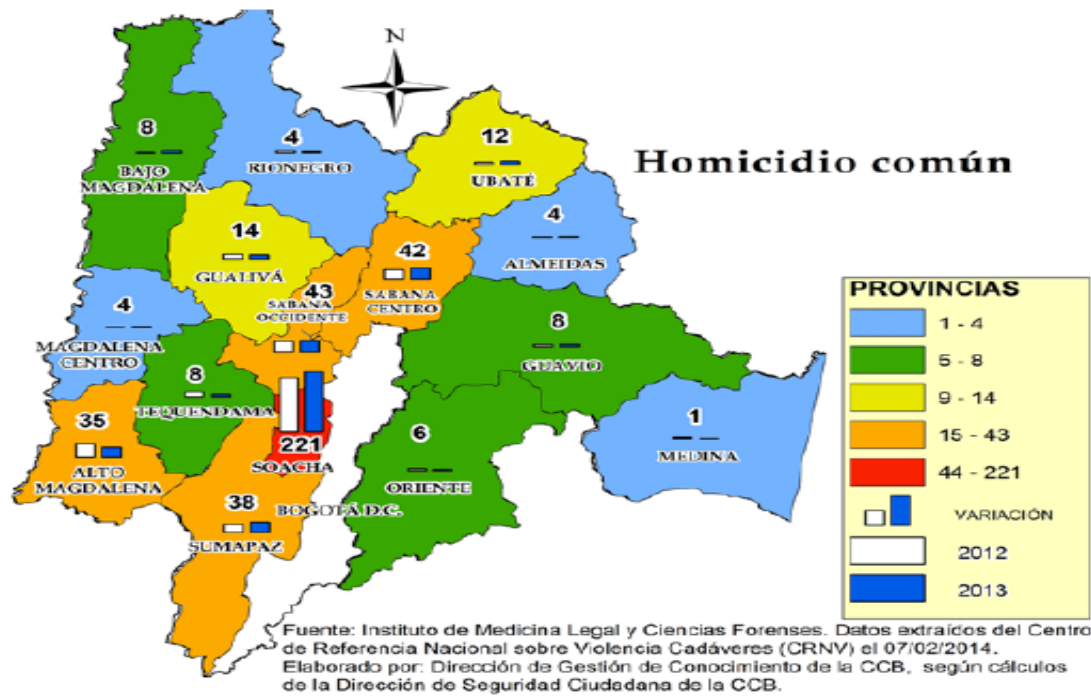 N
8
BAJO
MAGDALENA
4
RIONEGRO
12
UBATÉ
Homicidio común
14
GUALIVÁ
42
SABANA
CENTRO
4
ALMEIDAS
43
SABANA
OCCIDENTE
4
MAGDALENA
CENTRO
8
GUAVIO
8
TEQUENDAMA
35
ALTO
MAGDALENA
221
SOACHA
6
ORIENTE
1
MEDINA
38
SUMAPAZ
BOGOTÁ D.C.
PROVINCIAS
1 - 4
5 - 8
9 - 14
15 - 43
44 - 221
VARIACIÓN
2012
2013
Fuente: Instituto de Medicina Legal y Ciencias Forenses. Datos extraídos del Centro
de Referencia Nacional sobre Violencia Cadáveres (CRNV) el 07/02/2014.
Elaborado por: Dirección de Gestión de Conocimiento de la CCB, según cálculos
de la Dirección de Seguridad Ciudadana de la CCB.